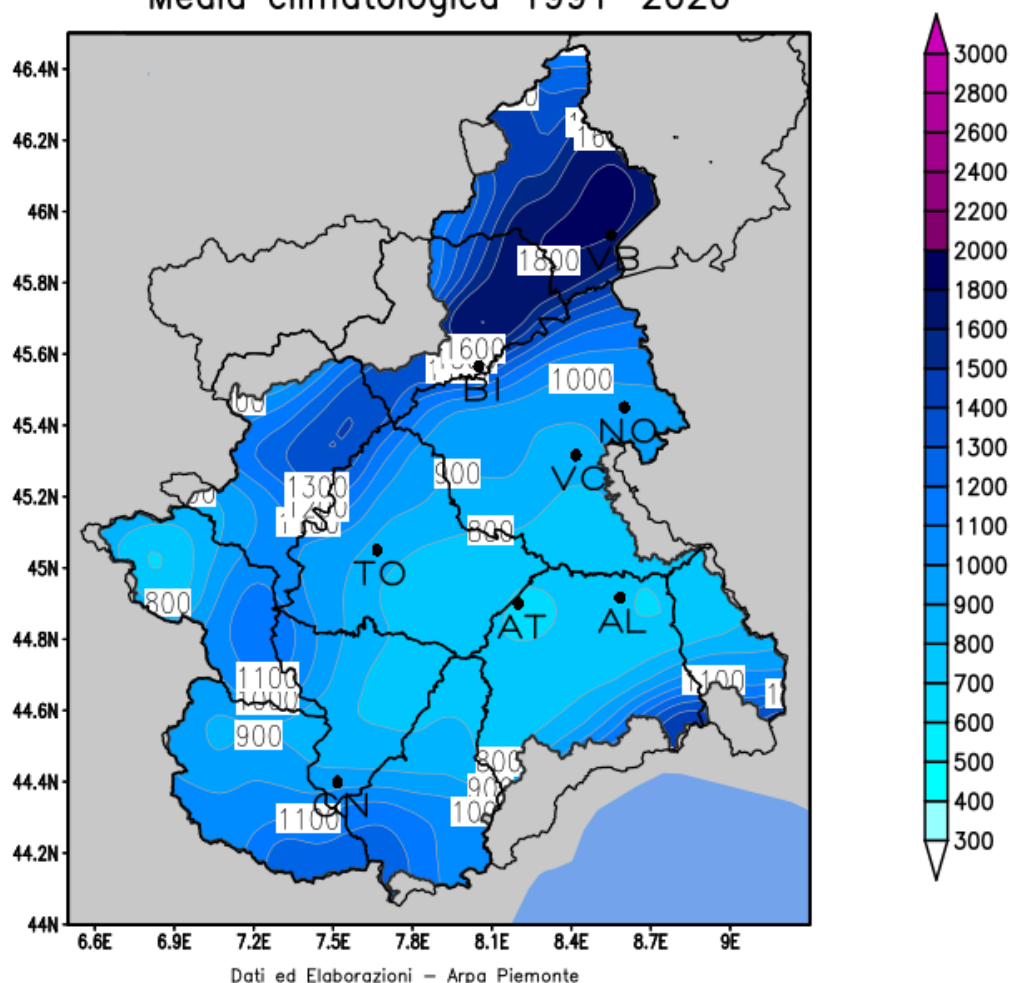 Media climatologica 1991-2020
46.4N
46.2N
46N
45.8N
45.6N
45.4N
45.2N
45N
44.8N
44.6N
44.4N
44.2N
44N
6.6E 6.9E 7.2E 7.5E 7.8E 8.1E 8.4E 8.7E 9E
1800
VB
1600
BI
1000
NO
900
VC
1300
800
TO
800
AT
AL
1100
1100
1000
900
800
CN
1100
3000
2800
2600
2400
2200
2000
1800
1600
1500
1400
1300
1200
1100
1000
900
800
700
600
500
400
300
Dati ed Elaborazioni – Arpa Piemonte